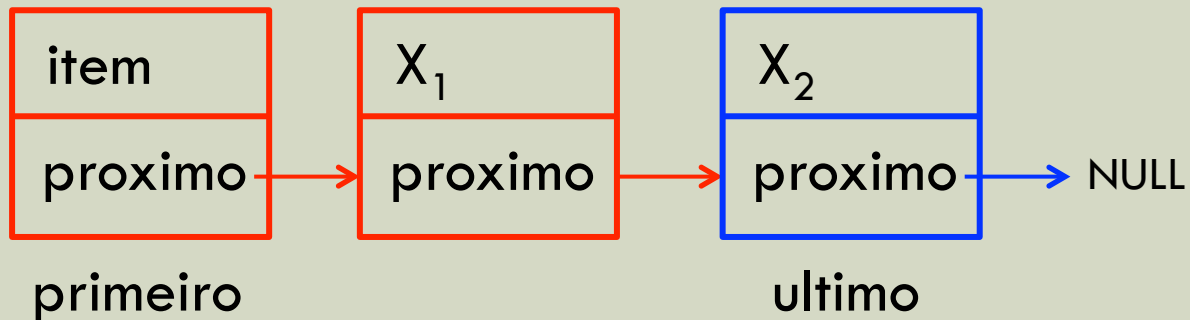 item X₁ X₂
proximo proximo proximo NULL
primeiro ultimo